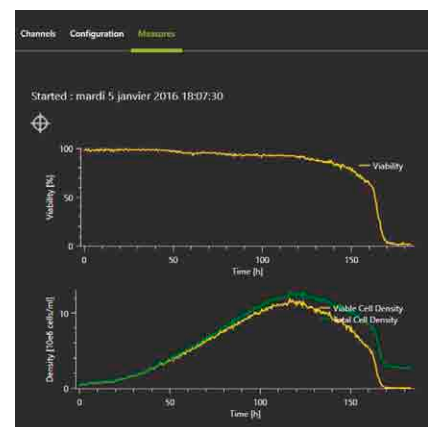 Channels Configuration Measures
Started : mardi 5 janvier 2016 18:07:30
100
50
0
Viability [%]
Viability
0 50 100 150
Time [h]
10
0
Density [10e6 cells/ml]
Viable Cell Density
Total Cell Density
0 50 100 150
Time [h]